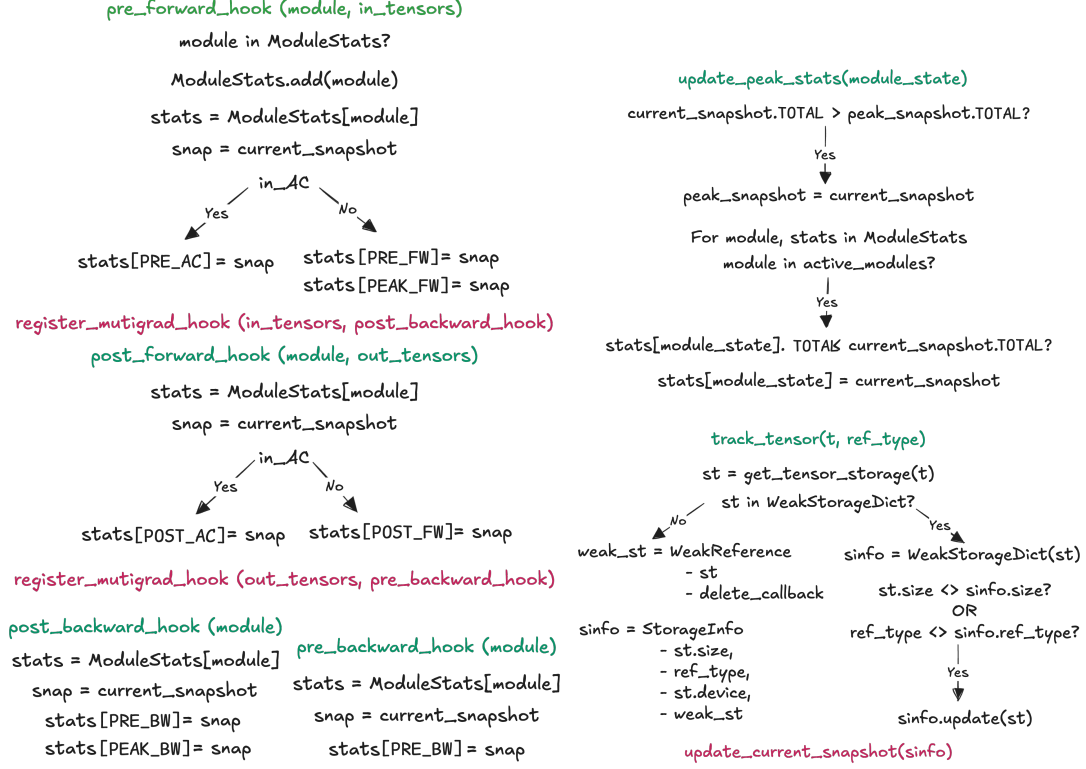 pre_forward_hook (module, in_tensors)
module in ModuleStats?
ModuleStats.add(module)
stats = ModuleStats[module]
snap = current_snapshot
in_AC
Yes
No
stats[PRE_AC]= snap
stats[PRE_FW]= snap
stats[PEAK_FW]= snap
register_mutigrad_hook (in_tensors, post_backward_hook)
post_forward_hook (module, out_tensors)
stats = ModuleStats[module]
snap = current_snapshot
in_AC
Yes
No
stats[POST_AC]= snap
stats[POST_FW]= snap
register_mutigrad_hook (out_tensors, pre_backward_hook)
post_backward_hook (module)
stats = ModuleStats[module]
snap = current_snapshot
stats[PRE_BW]= snap
stats[PEAK_BW]= snap
pre_backward_hook (module)
stats = ModuleStats[module]
snap = current_snapshot
stats[PRE_BW]= snap
update_peak_stats(module_state)
current_snapshot.TOTAL > peak_snapshot.TOTAL?
Yes
peak_snapshot = current_snapshot
For module, stats in ModuleStats
module in active_modules?
Yes
stats[module_state]. TOTAL< current_snapshot.TOTAL?
stats[module_state] = current_snapshot
track_tensor(t, ref_type)
st = get_tensor_storage(t)
st in WeakStorageDict?
No
Yes
weak_st = WeakReference
- st
- delete_callback
sinfo = StorageInfo
- st.size,
- ref_type,
- st.device,
- weak_st
sinfo = WeakStorageDict(st)
st.size <> sinfo.size?
OR
ref_type <> sinfo.ref_type?
Yes
sinfo.update(st)
update_current_snapshot(sinfo)